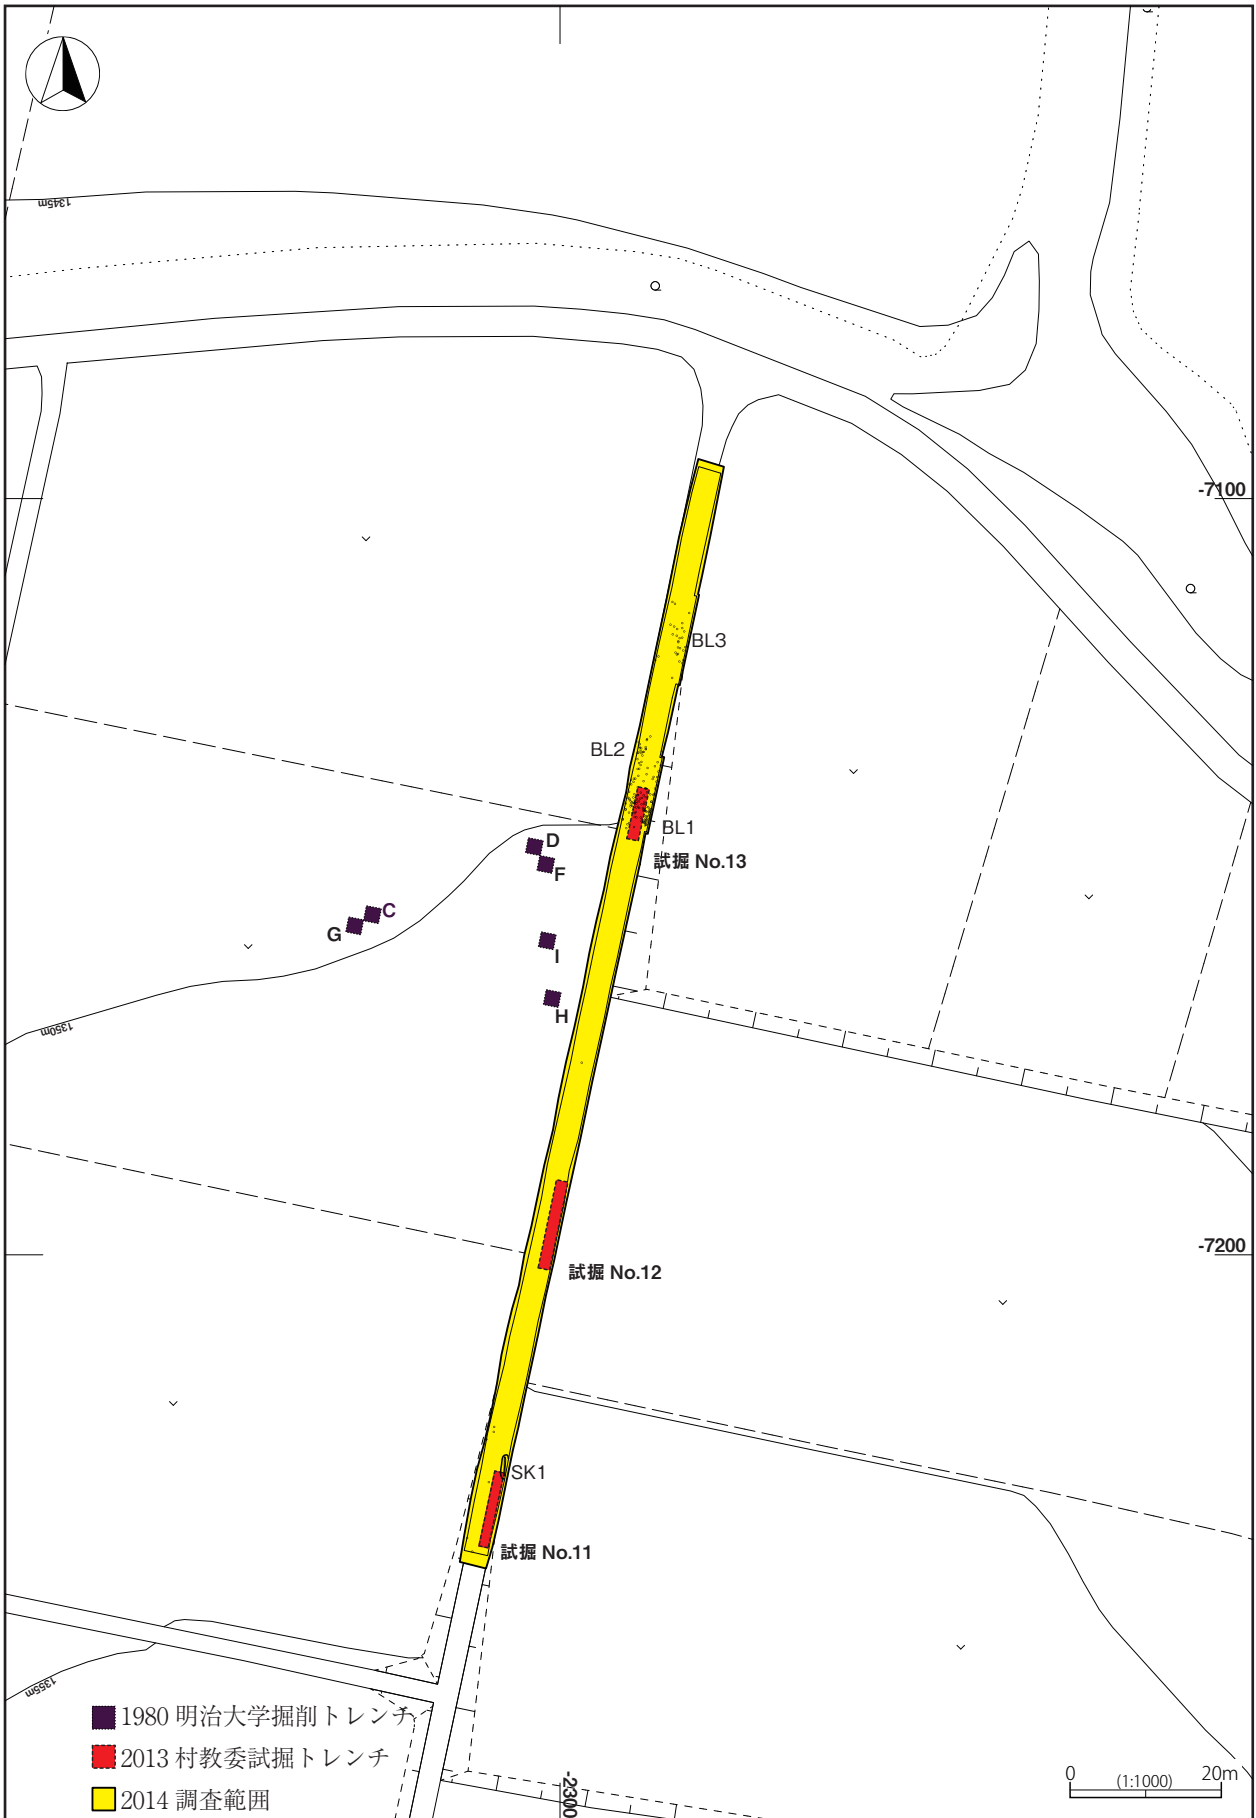 1345m
-7100
BL3
BL2
BL1
試掘 No.13
D
F
C
G
I
H
1350m
-7200
試掘 No.12
SK1
試掘 No.11
1355m
1980 明治大学掘削トレンチ
2013 村教委試掘トレンチ
2014 調査範囲
-2300
0 (1:1000) 20m